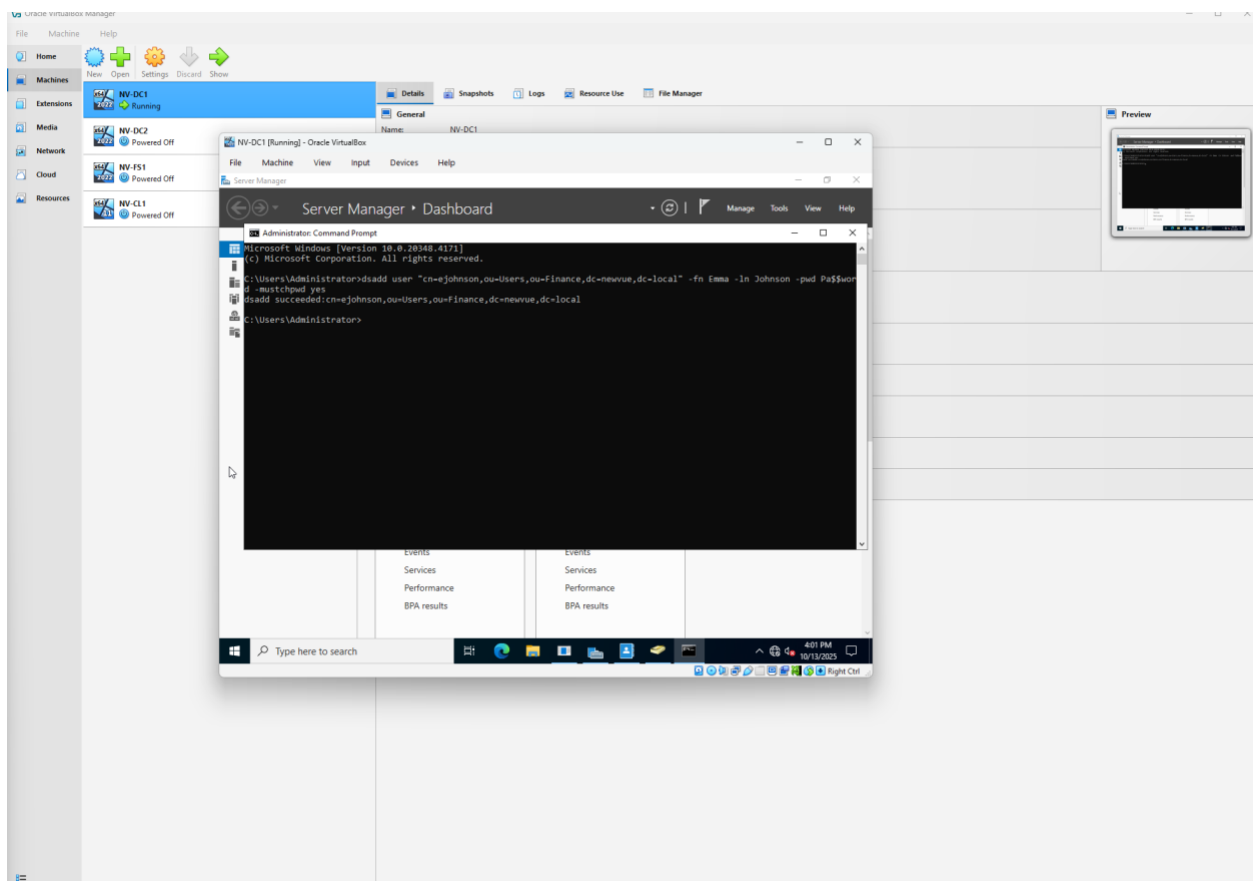 Oracle VirtualBox Manager
File Machine Help
Home
Machines
Extensions
Media
Network
Cloud
Resources
New Open Settings Discard Show
NV-DC1
Running
NV-DC2
Powered Off
NV-FS1
Powered Off
NV-CL1
Powered Off
Details Snapshots Logs Resource Use File Manager
General
Name: NV-DC1
Preview
NV-DC1 [Running] - Oracle VirtualBox
File Machine View Input Devices Help
Server Manager
Server Manager Dashboard
Manage Tools View Help
Administrator: Command Prompt
Microsoft Windows [Version 10.0.20348.4171]
(c) Microsoft Corporation. All rights reserved.
C:\Users\Administrator>dsadd user "cn=ejohnson,ou=Users,ou=Finance,dc=newvue,dc=local" -fn Emma -ln Johnson -pwd Pa$$wor
d -mustchpwd yes
dsadd succeeded:cn=ejohnson,ou=Users,ou=Finance,dc=newvue,dc=local
C:\Users\Administrator>
Events
Services
Performance
BPA results
Events
Services
Performance
BPA results
Type here to search
4:01 PM
10/13/2025
Right Ctrl